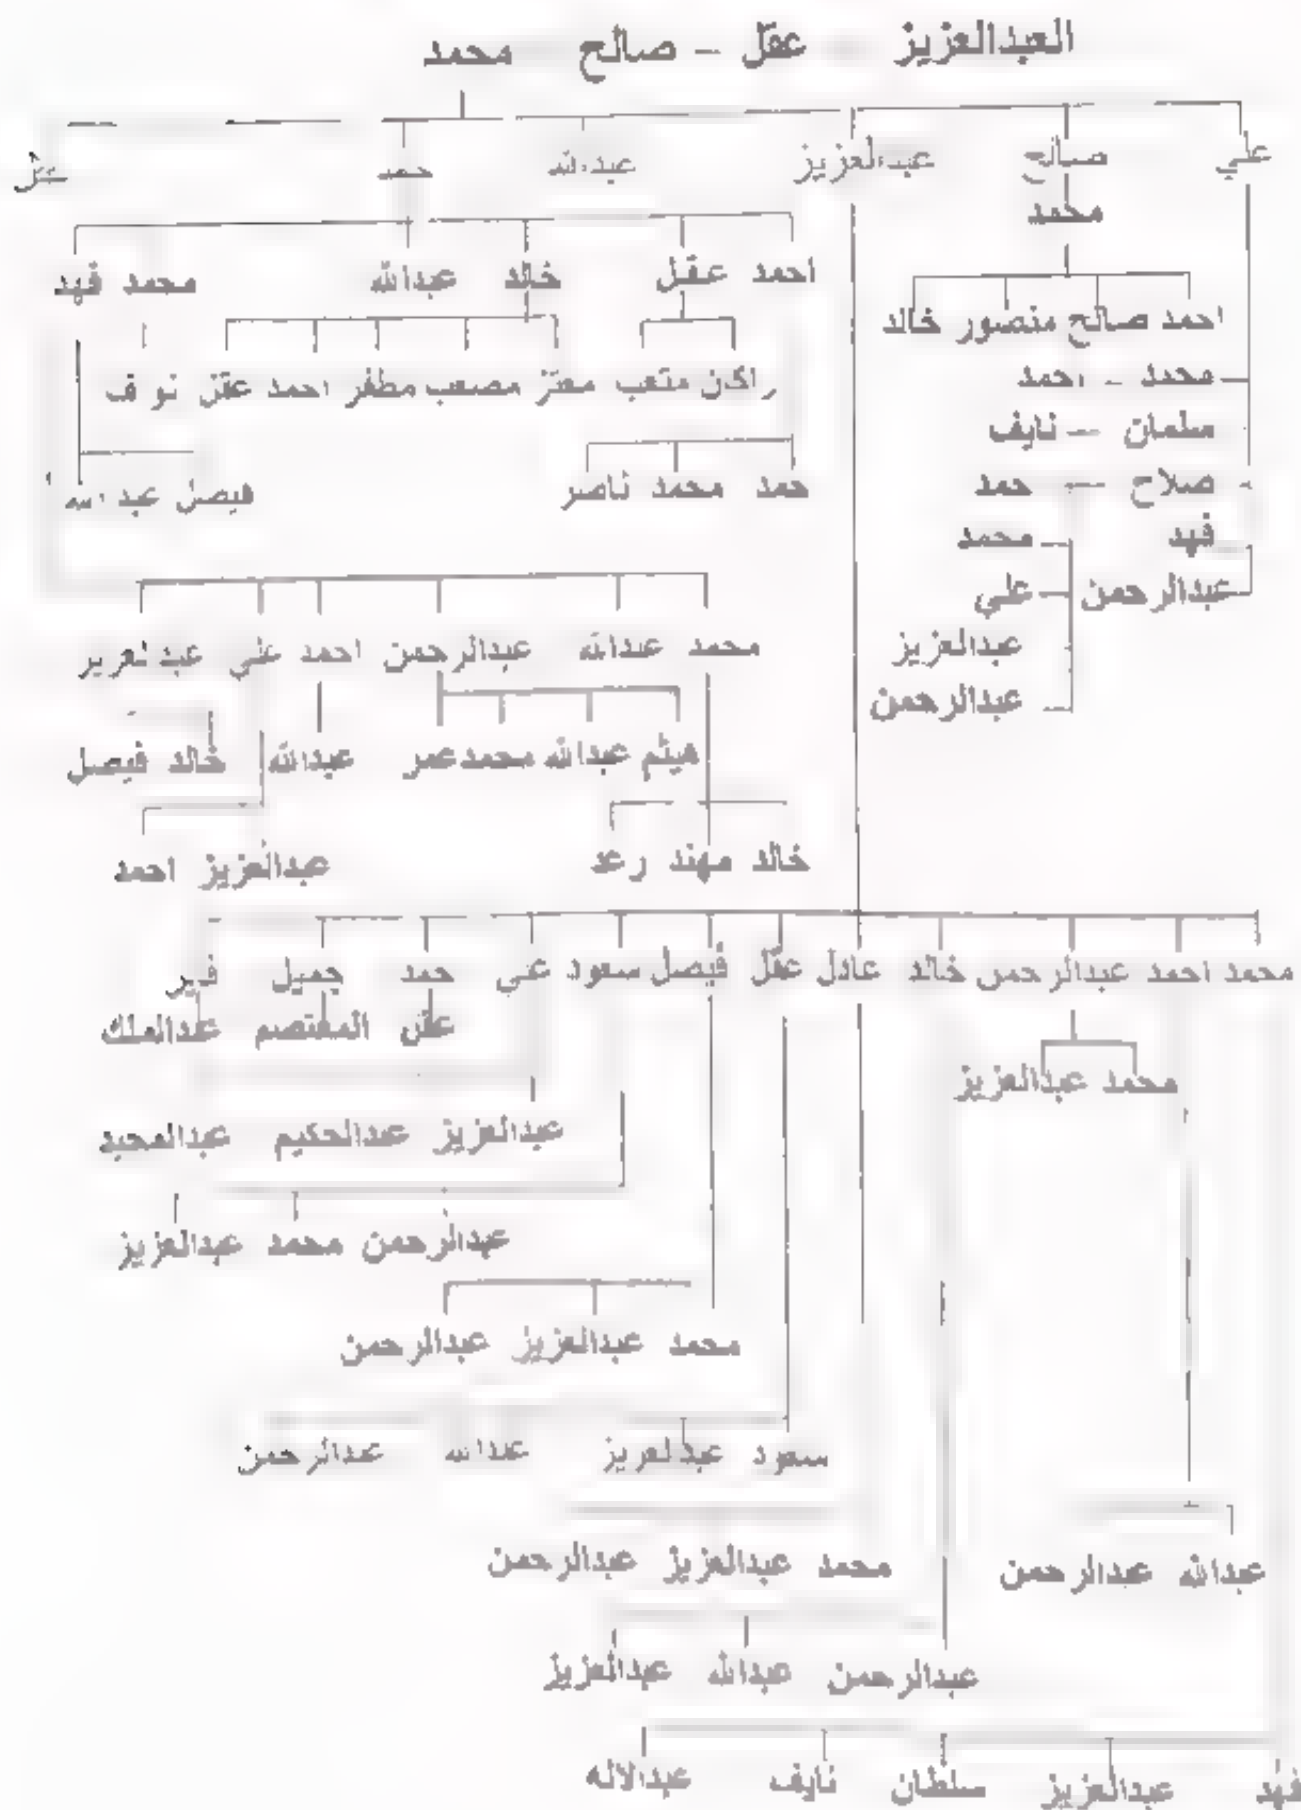 العبدالعزيز - عقل - صالح محمد
علي صالح عبدالعزيز عبدالله حمد عقل
محمد
احمد عقل خالد عبدالله محمد فهد
احمد صالح منصور خالد
راكان متعب معتز مصعب مظفر احمد عقل نواف
محمد - احمد
سلمان - نايف
صلاح - حمد
حمد محمد ناصر
فيصل عبدالله
فهد محمد
عبدالرحمن علي
عبدالعزيز
عبدالرحمن
محمد عبدالله عبدالرحمن احمد علي عبدالعزيز
هيثم عبدالله محمد عمر عبدالله خالد فيصل
خالد مهند رعد
عبدالعزيز احمد
محمد احمد عبدالرحمن خالد عادل عقل فيصل سعود علي حمد جميل
عقل المعتصم عبدالملك
محمد عبدالعزيز
عبدالعزيز عبدالحكيم
عبدالرحمن محمد عبدالعزيز
محمد عبدالعزيز عبدالرحمن
سعود عبدالعزيز عبدالله عبدالرحمن
محمد عبدالعزيز عبدالرحمن
عبدالله عبدالرحمن
عبدالرحمن عبدالله عبدالعزيز
فهد عبدالعزيز سلطان نايف عبدالاله